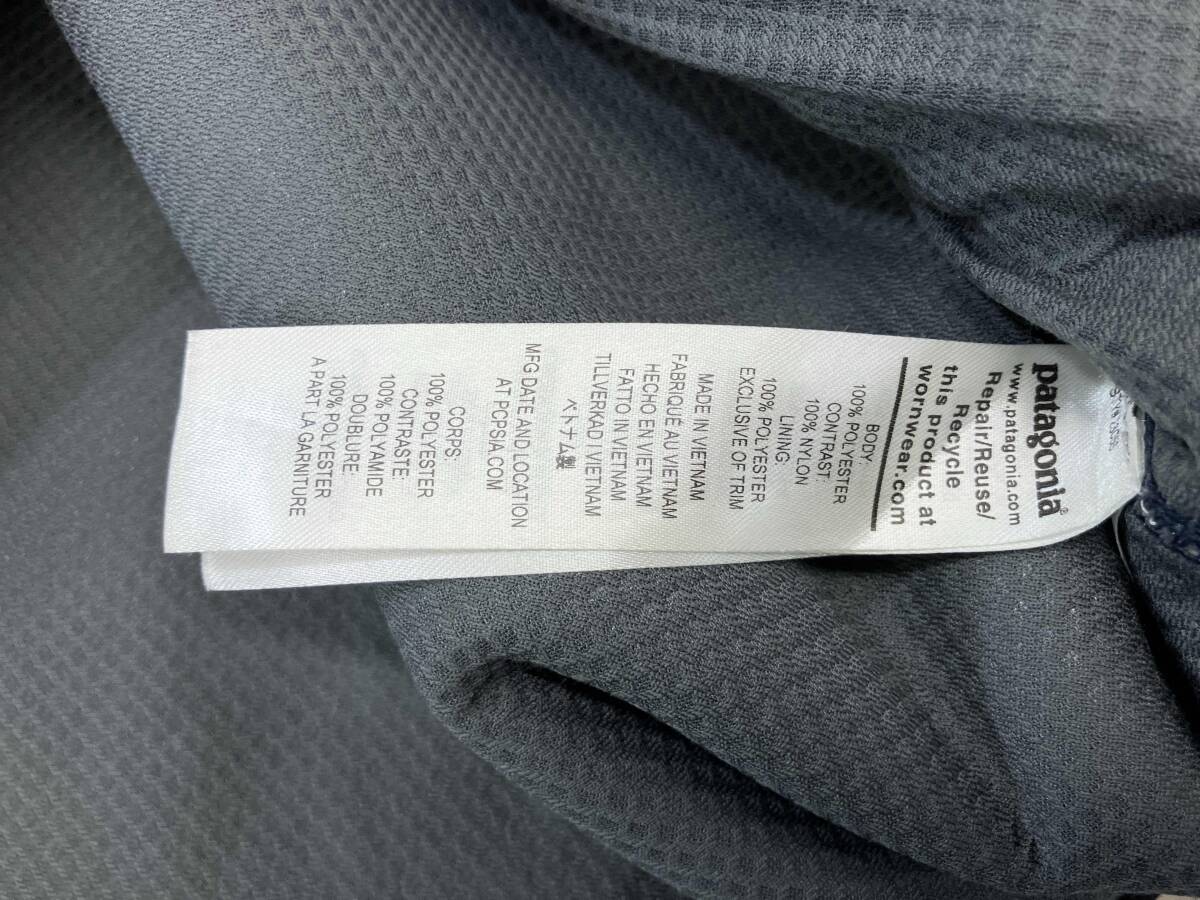 patagonia®
www.patagonia.com
Repair/Reuse/
Recycle
this product at
wornwear.com
BODY:
100% POLYESTER
CONTRAST:
100% NYLON
LINING:
100% POLYESTER
EXCLUSIVE OF TRIM
MADE IN VIETNAM
FABRIQUÉ AU VIETNAM
HECHO EN VIETNAM
FATTO IN VIETNAM
TILLVERKAD VIETNAM
ベトナム製
MFG DATE AND LOCATION
AT PCPSIA.COM
CORPS:
100% POLYESTER
CONTRASTE:
100% POLYAMIDE
DOUBLURE:
100% POLYESTER
A PART LA GARNITURE